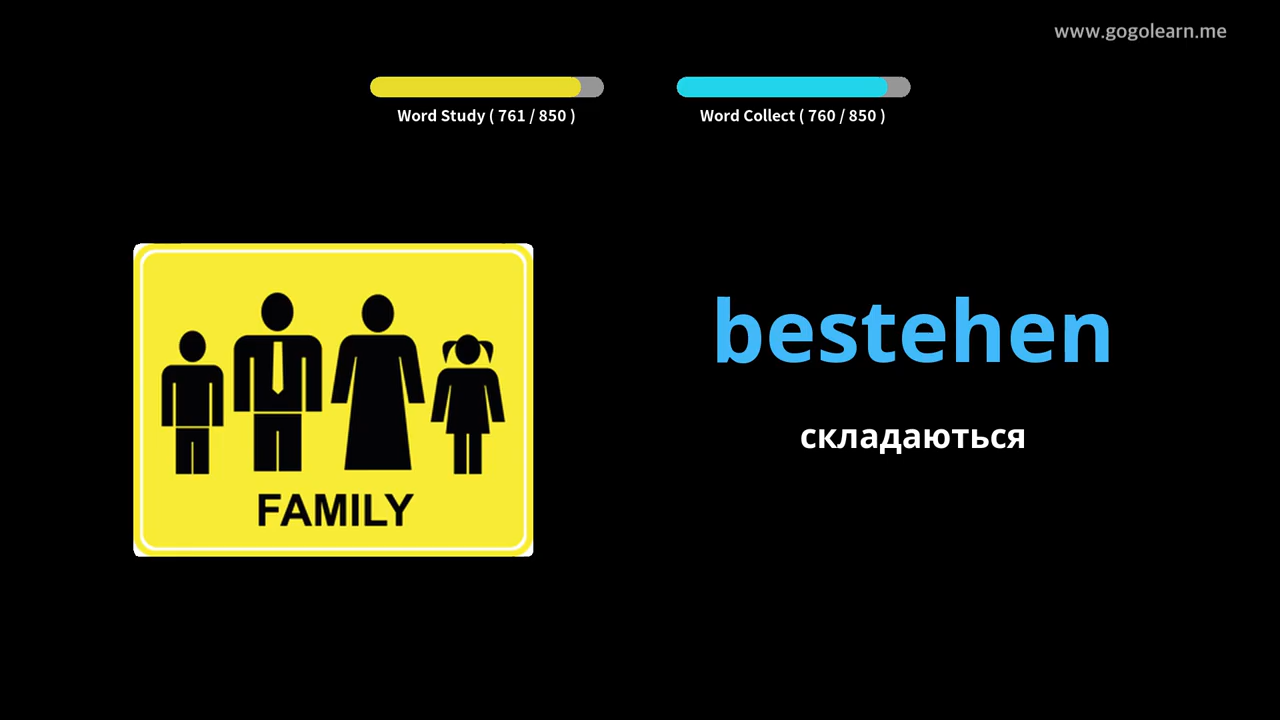 www.gogolearn.me
Word Study ( 761 / 850 )
Word Collect ( 760 / 850 )
FAMILY
bestehen
складаються